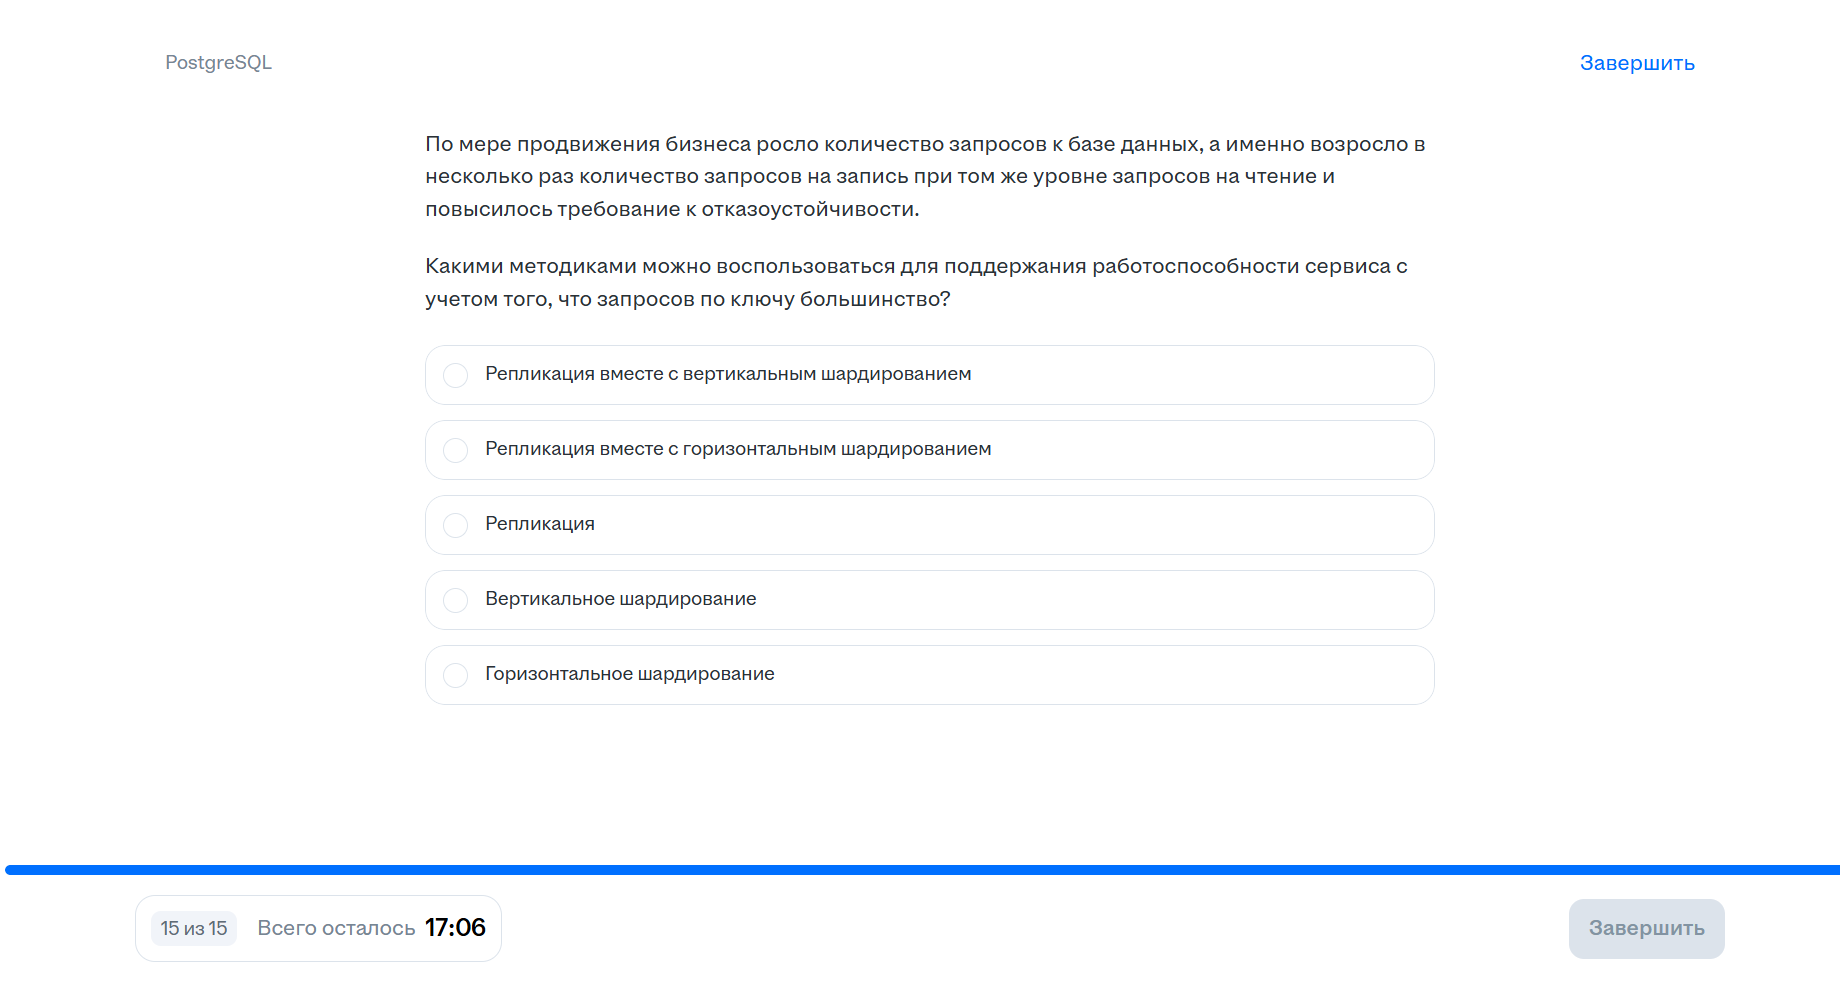 PostgreSQL
Завершить
По мере продвижения бизнеса росло количество запросов к базе данных, а именно возросло в
несколько раз количество запросов на запись при том же уровне запросов на чтение и
повысилось требование к отказоустойчивости.
Какими методиками можно воспользоваться для поддержания работоспособности сервиса с
учетом того, что запросов по ключу большинство?
Репликация вместе с вертикальным шардированием
Репликация вместе с горизонтальным шардированием
Репликация
Вертикальное шардирование
Горизонтальное шардирование
15 из 15 Всего осталось 17:06
Завершить